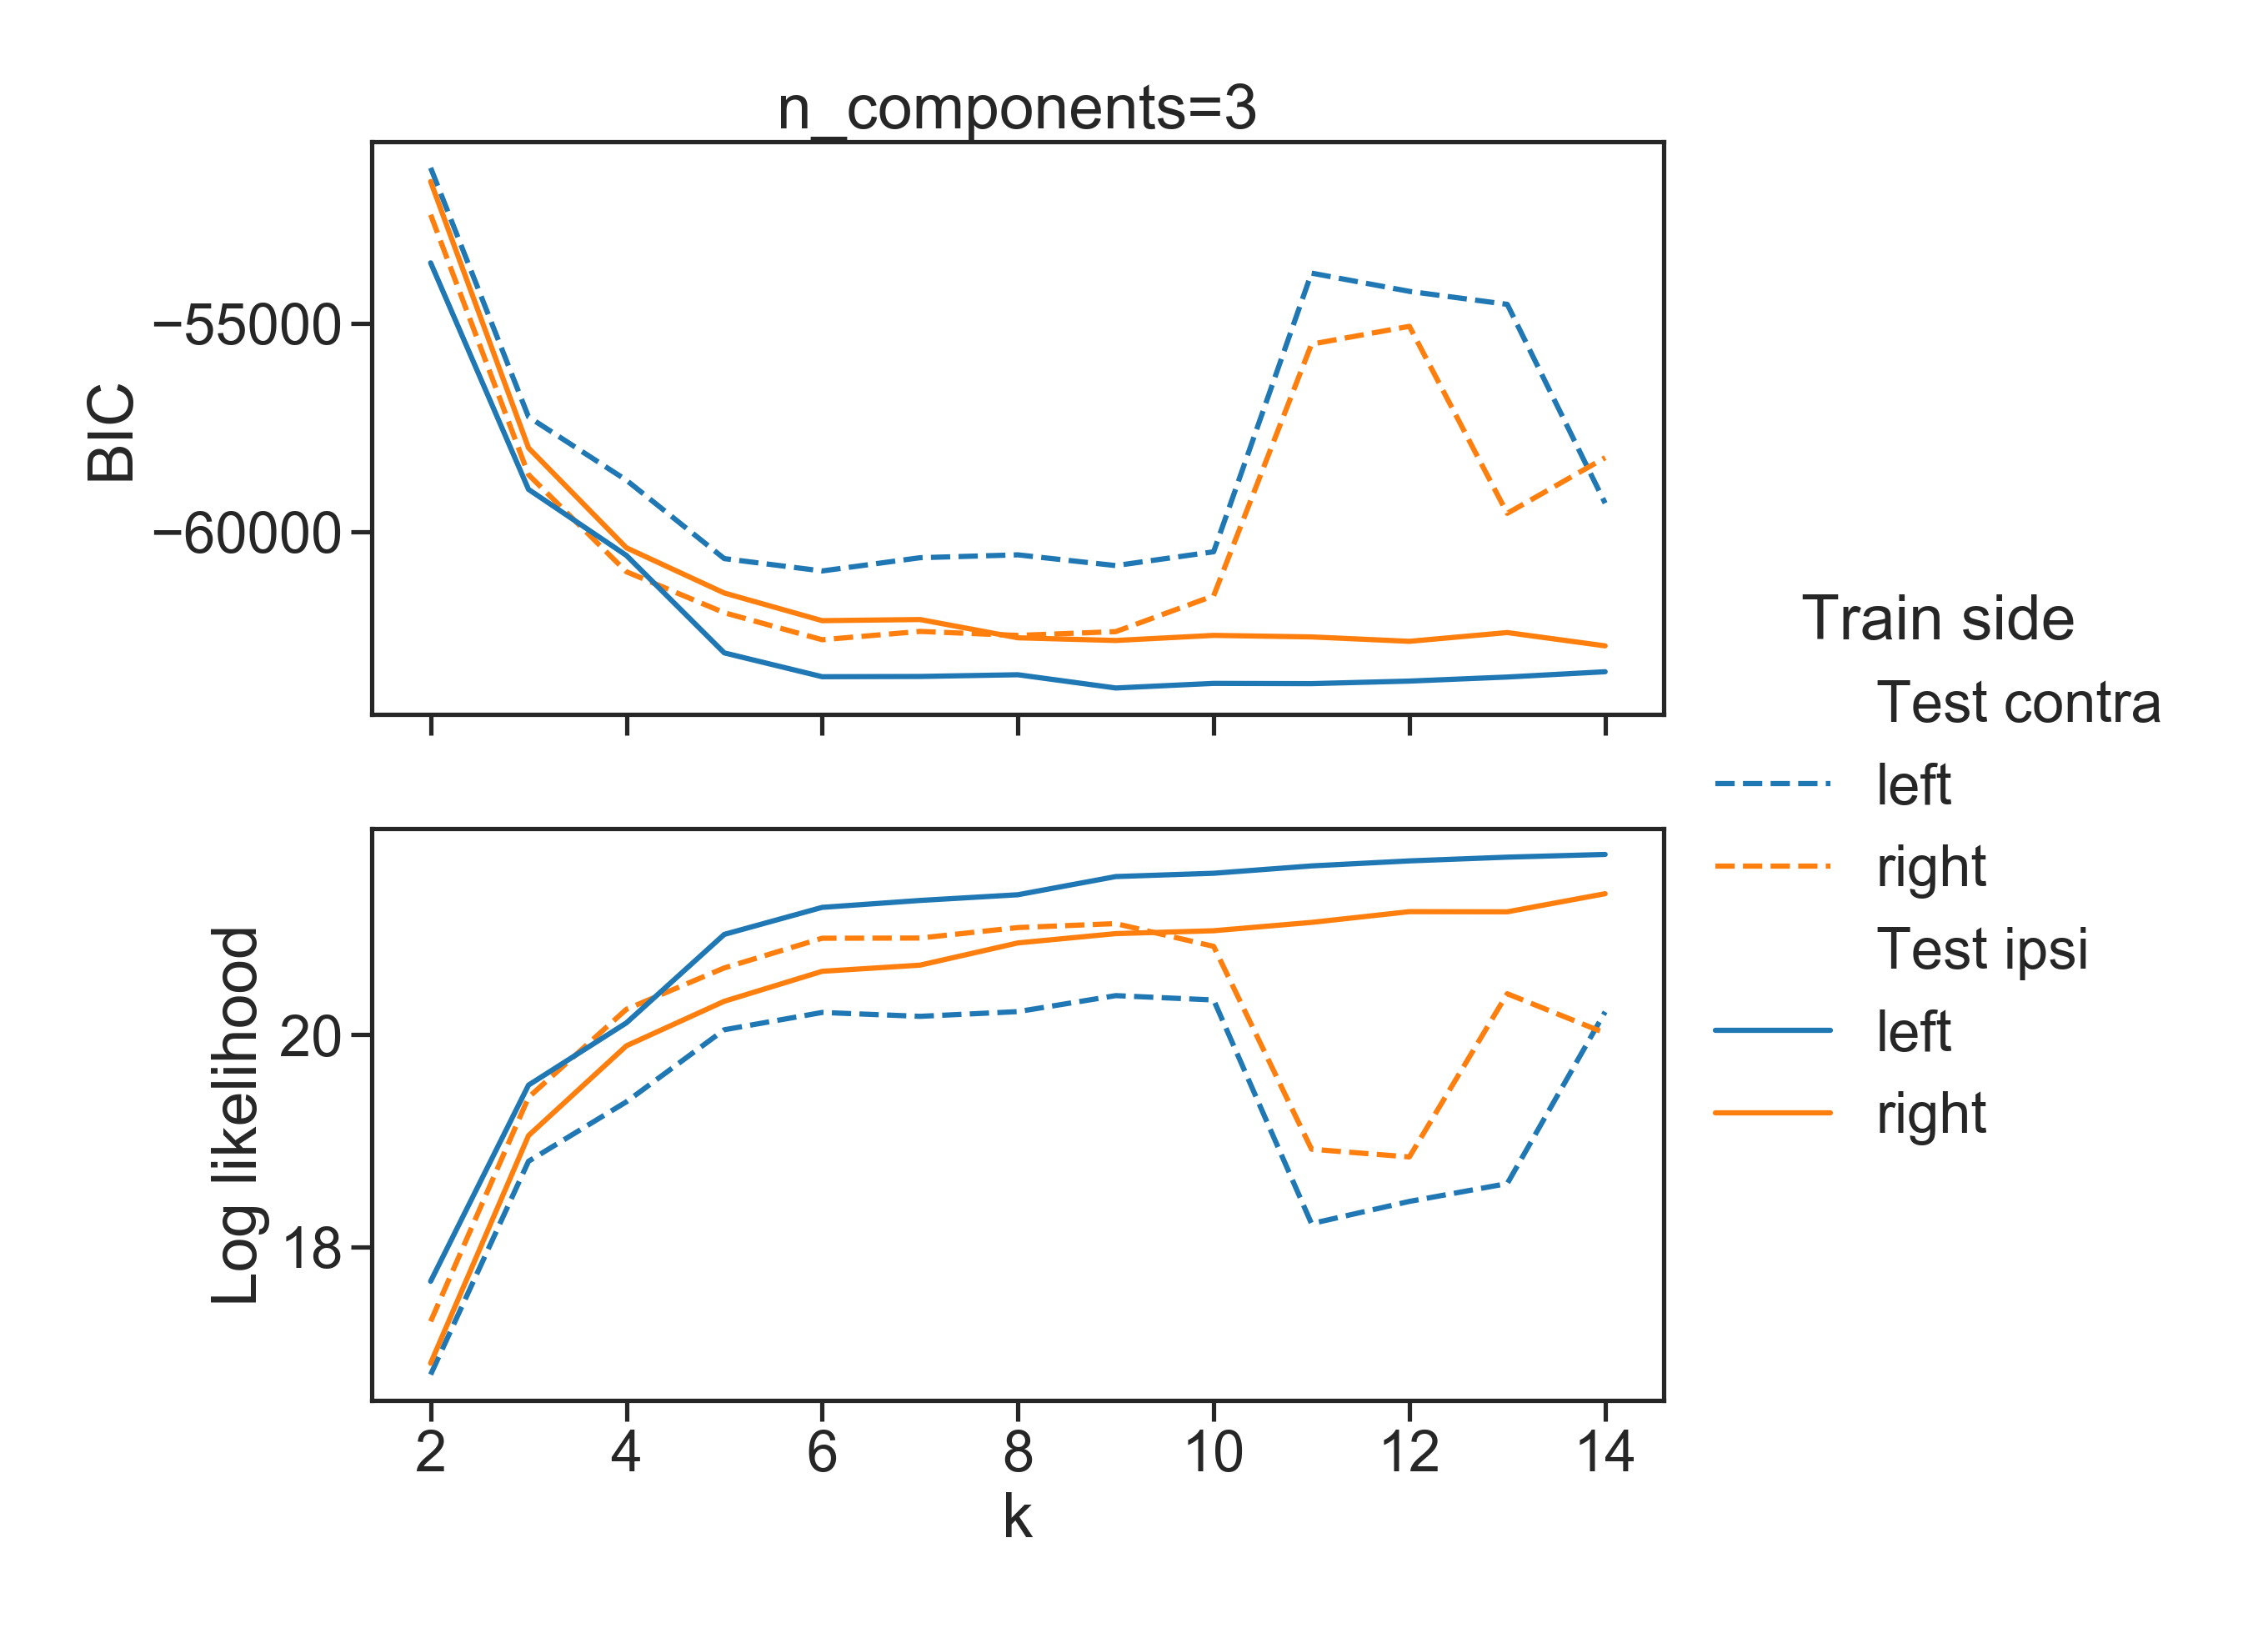 n_components=3
BIC
−55000
−60000
Log likelihood
20
18
2 4 6 8 10 12 14
k
Train side
Test contra
left
right
Test ipsi
left
right